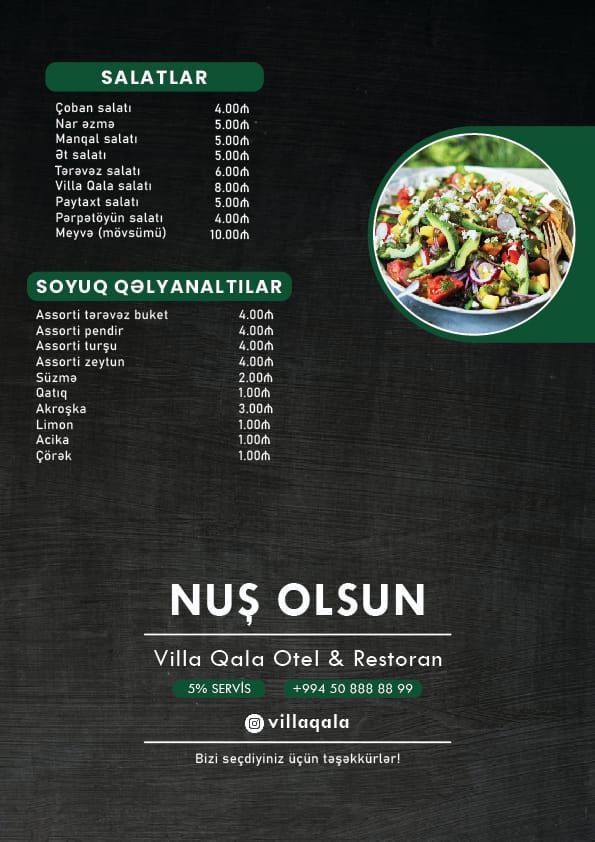 SALATLAR
Çoban salatı 4.00₼
Nar əzmə 5.00₼
Manqal salatı 5.00₼
Ət salatı 5.00₼
Tərəvəz salatı 6.00₼
Villa Qala salatı 8.00₼
Paytaxt salatı 5.00₼
Pərpətöyün salatı 4.00₼
Meyvə (mövsümü) 10.00₼
SOYUQ QƏLYANALTILAR
Assorti tərəvəz buket 4.00₼
Assorti pendir 4.00₼
Assorti turşu 4.00₼
Assorti zeytun 4.00₼
Süzmə 2.00₼
Qatıq 1.00₼
Akroşka 3.00₼
Limon 1.00₼
Acika 1.00₼
Çörək 1.00₼
NUŞ OLSUN
Villa Qala Otel & Restoran
5% SERVİS +994 50 888 88 99
villaqala
Bizi seçdiyiniz üçün təşəkkürlər!